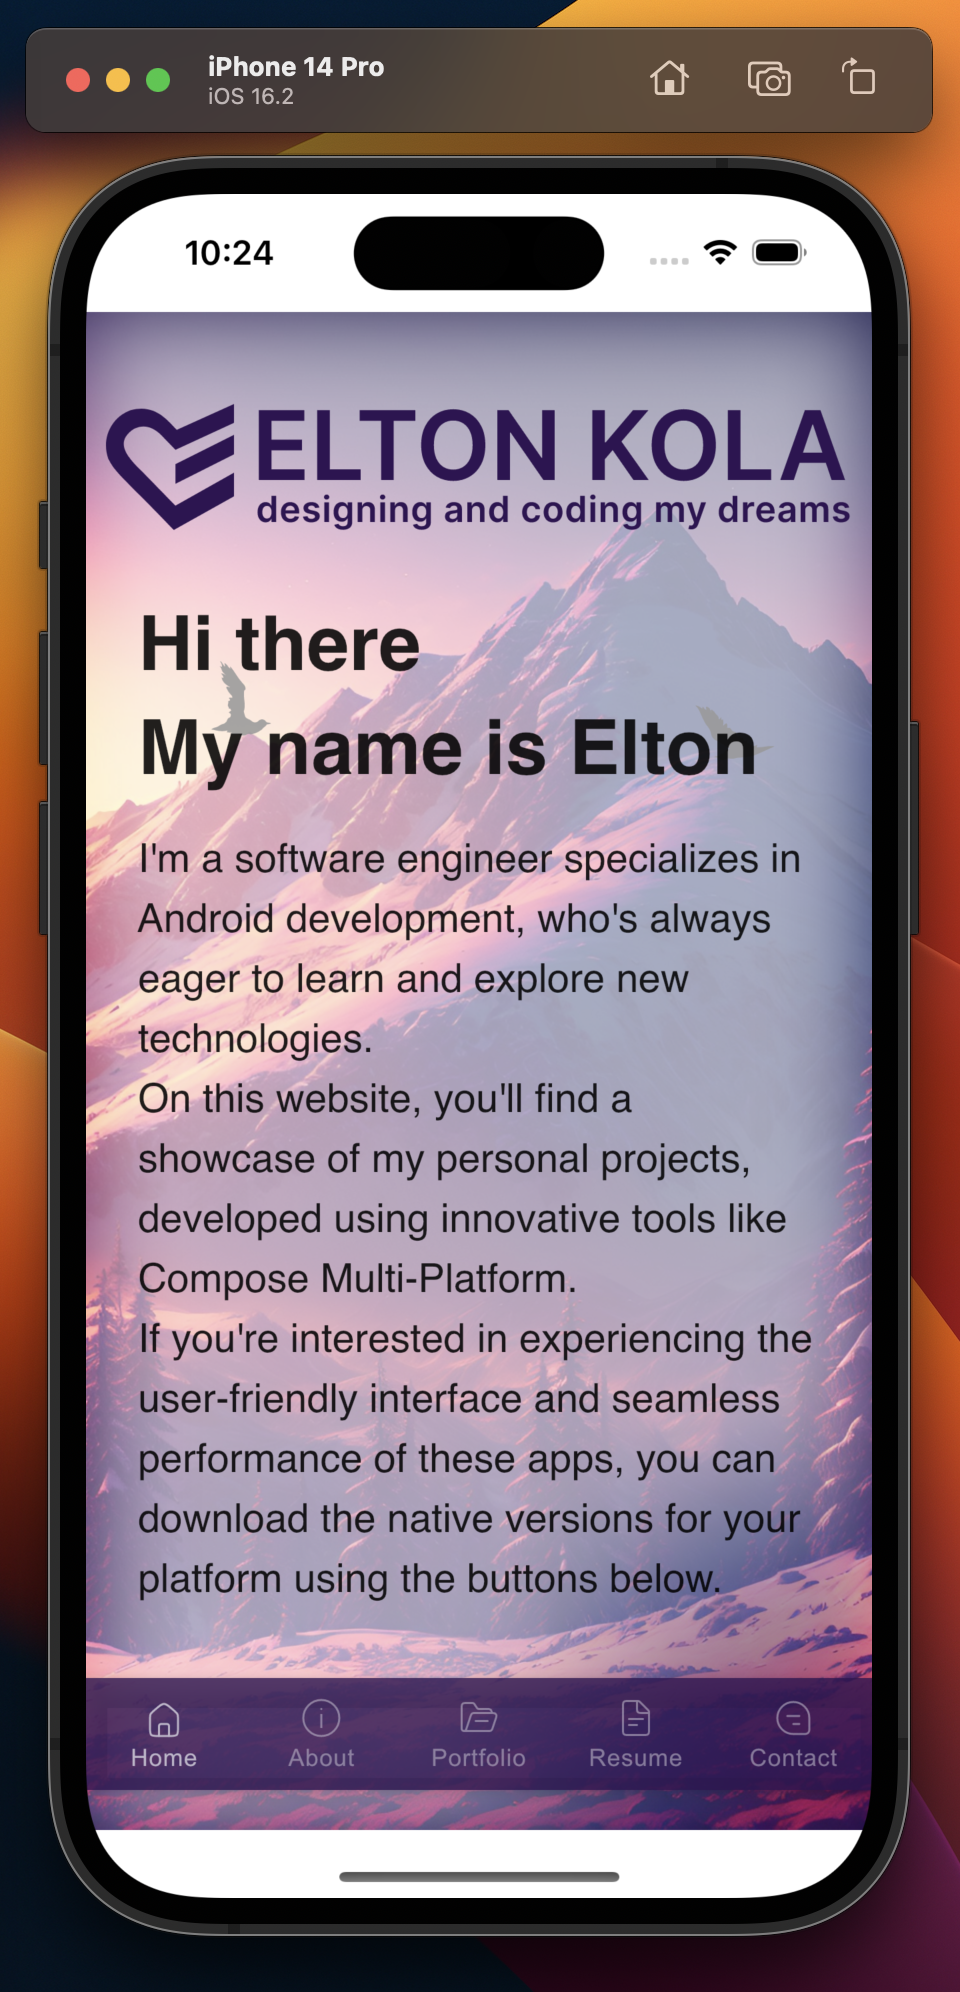 iPhone 14 Pro
iOS 16.2
10:24
ELTON KOLA
designing and coding my dreams
Hi there
My name is Elton
I'm a software engineer specializes in
Android development, who's always
eager to learn and explore new
technologies.
On this website, you'll find a
showcase of my personal projects,
developed using innovative tools like
Compose Multi-Platform.
If you're interested in experiencing the
user-friendly interface and seamless
performance of these apps, you can
download the native versions for your
platform using the buttons below.
Home About Portfolio Resume Contact